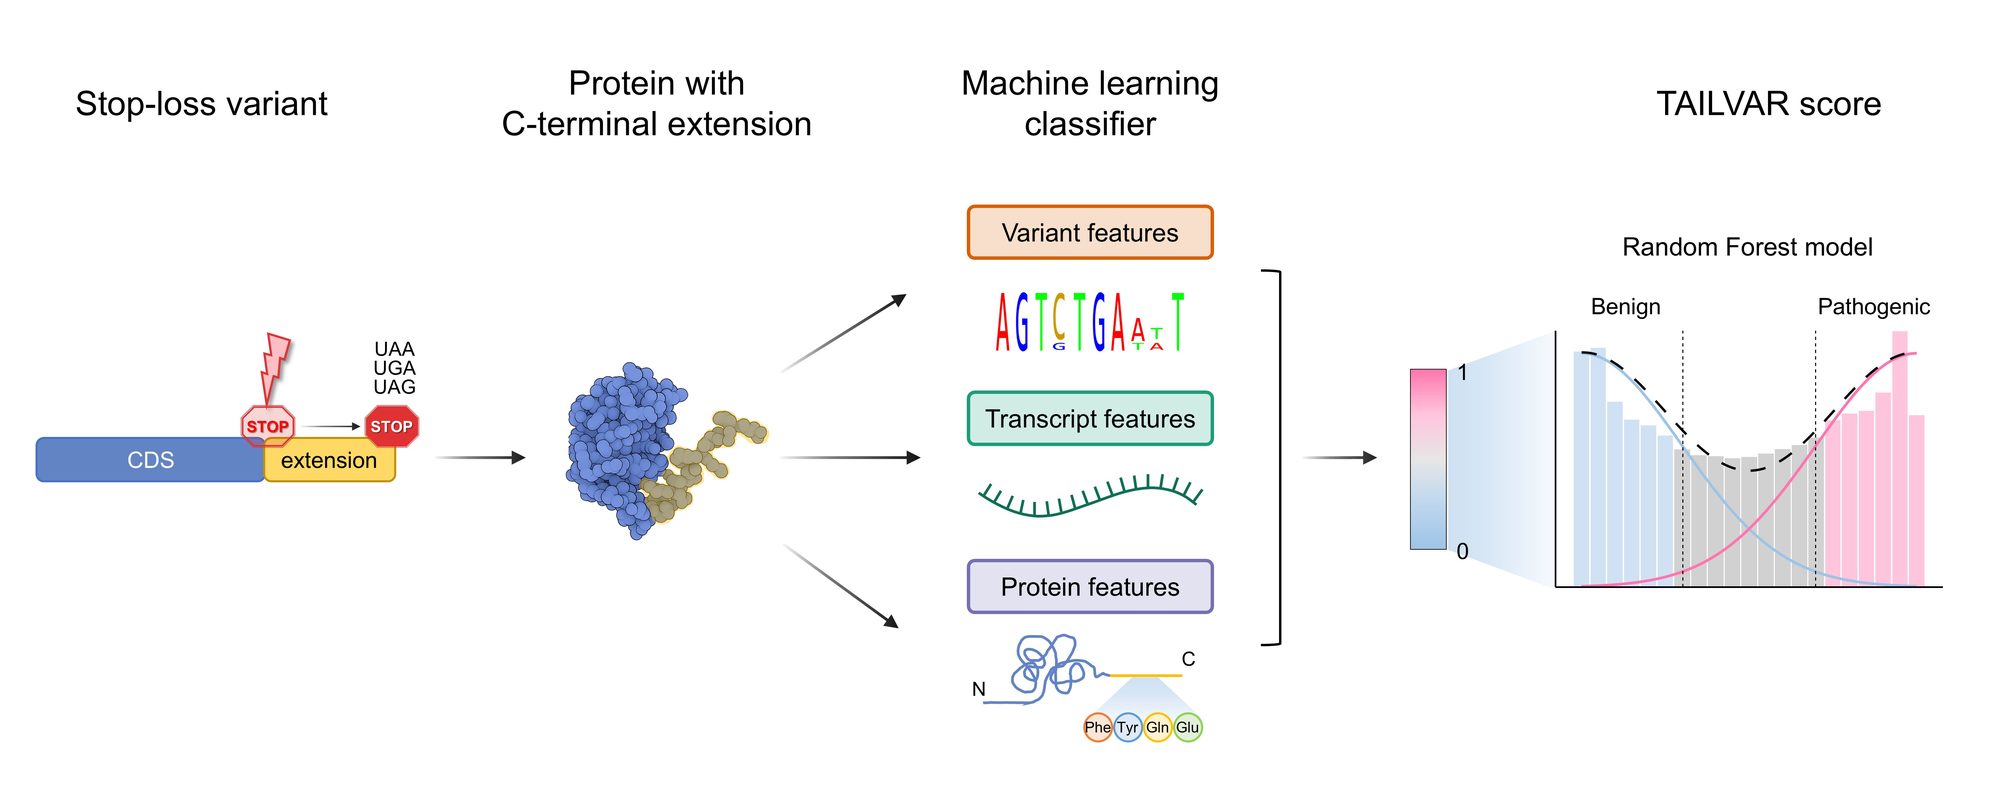 Stop-loss variant
Protein with
C-terminal extension
Machine learning
classifier
TAILVAR score
UAA
UGA
UAG
STOP
STOP
CDS
extension
Variant features
AGTCTGAATT
G
T
A
Transcript features
Protein features
N
C
Phe
Tyr
Gln
Glu
Random Forest model
Benign
Pathogenic
1
0